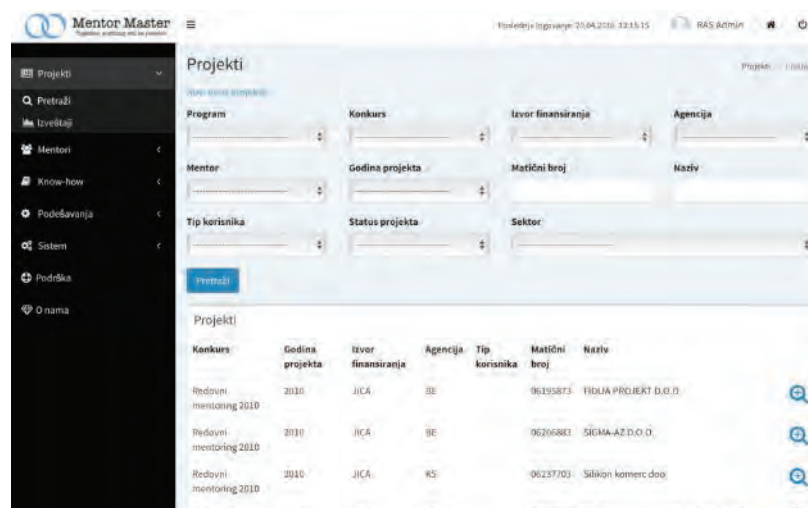 Mentor Master
Poslednje logovanje: 25.04.2018. 13:15:15
RAS Admin
Projekti
Pretraži
Izveštaji
Mentori
Know-how
Podešavanja
Sistem
Podrška
O nama
Projekti
Projekti
Program
Konkurs
Izvor finansiranja
Agencija
Mentor
Godina projekta
Matični broj
Naziv
Tip korisnika
Status projekta
Sektor
Pretraži
Projekti
Konkurs Godina projekta Izvor finansiranja Agencija Tip korisnika Matični broj Naziv
Redovni mentoring 2010 2010 JICA BE 06195873 FIDUA PROJEKT D.O.O
Redovni mentoring 2010 2010 JICA BE 06206883 SIGMA-AZ D.O.O.
Redovni mentoring 2010 2010 JICA KS 06237703 Silikon komerc doo